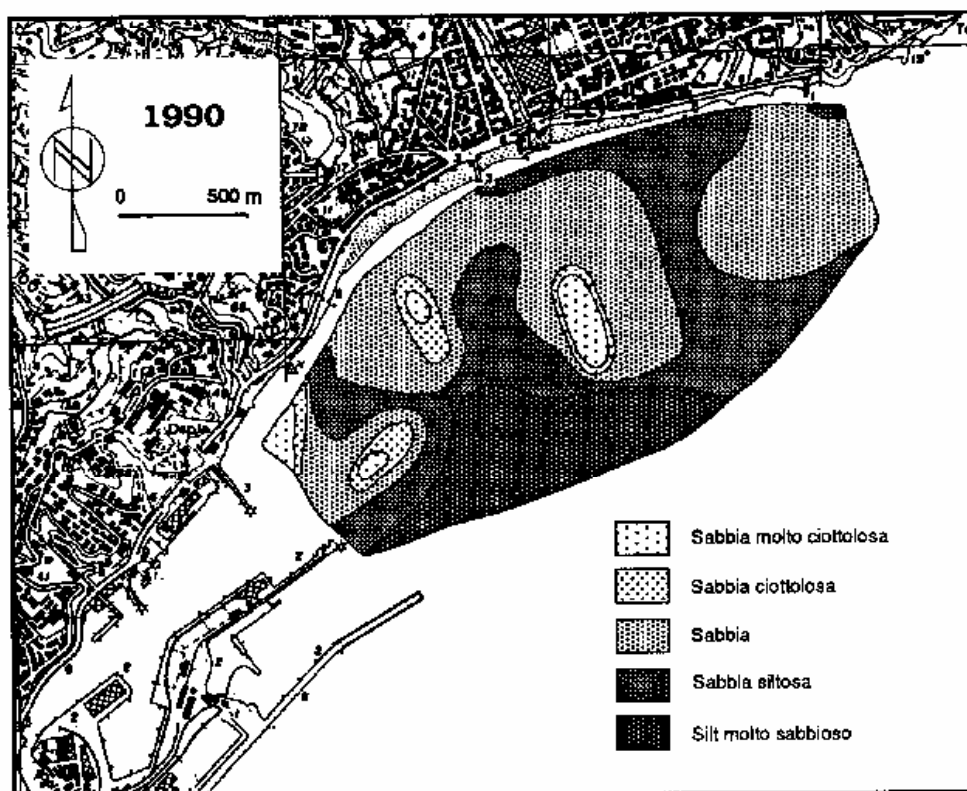 1990
0 500 m
Sabbia molto ciottolosa
Sabbia ciottolosa
Sabbia
Sabbia siltosa
Silt molto sabbioso